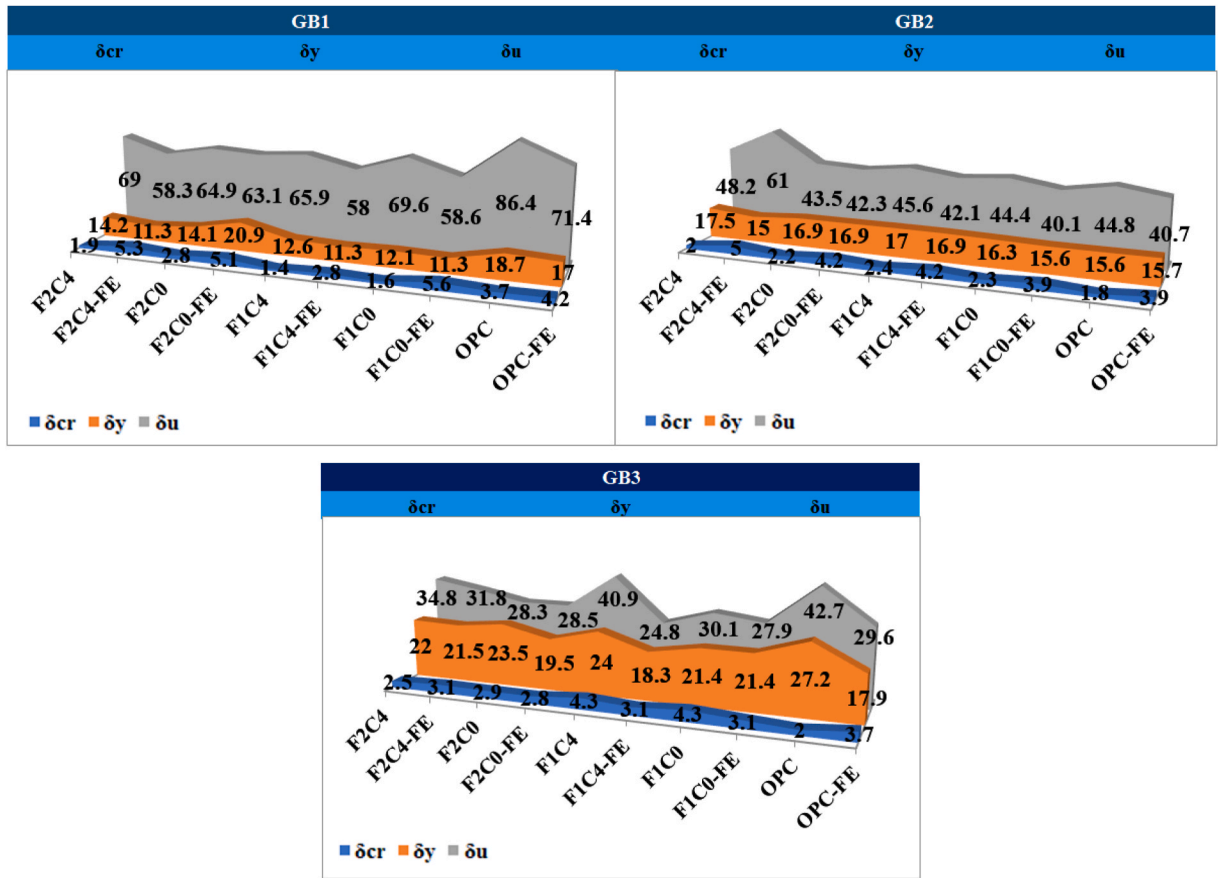 GB1
δcr δy δu
69 58.3 64.9 63.1 65.9 58 69.6 58.6 86.4 71.4
14.2 11.3 14.1 20.9 12.6 11.3 12.1 11.3 18.7 17
1.9 5.3 2.8 5.1 1.4 2.8 1.6 5.6 3.7 4.2
F2C4 F2C4-FE F2C0 F2C0-FE F1C4 F1C4-FE F1C0 F1C0-FE OPC OPC-FE
δcr δy δu
GB2
δcr δy δu
48.2 61 43.5 42.3 45.6 42.1 44.4 40.1 44.8 40.7
17.5 15 16.9 16.9 17 16.9 16.3 15.6 15.6 15.7
2 5 2.2 4.2 2.4 4.2 2.3 3.9 1.8 3.9
F2C4 F2C4-FE F2C0 F2C0-FE F1C4 F1C4-FE F1C0 F1C0-FE OPC OPC-FE
δcr δy δu
GB3
δcr δy δu
34.8 31.8 28.3 28.5 40.9 24.8 30.1 27.9 42.7 29.6
22 21.5 23.5 19.5 24 18.3 21.4 21.4 27.2 17.9
2.5 3.1 2.9 2.8 4.3 3.1 4.3 3.1 2 3.7
F2C4 F2C4-FE F2C0 F2C0-FE F1C4 F1C4-FE F1C0 F1C0-FE OPC OPC-FE
δcr δy δu